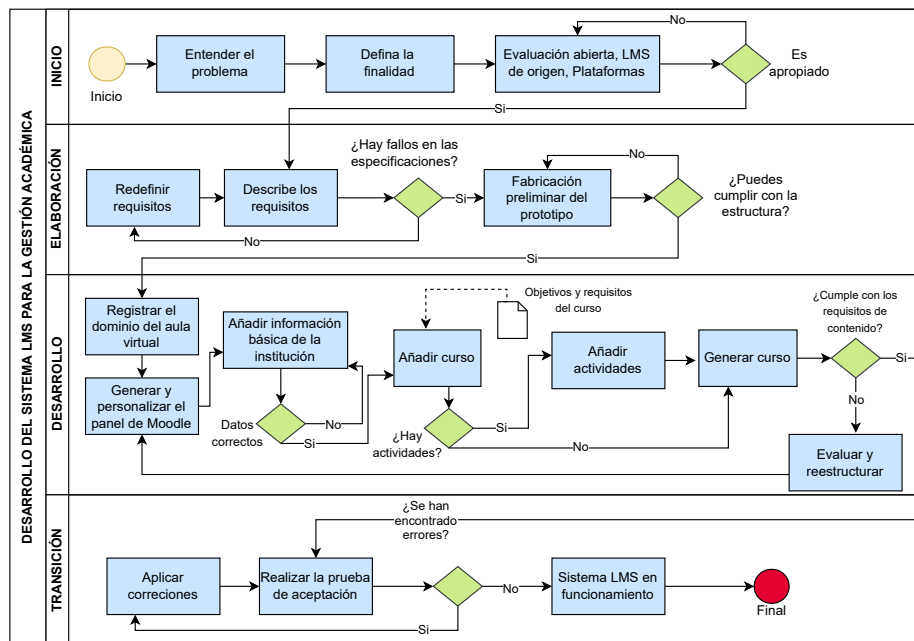 DESARROLLO DEL SISTEMA LMS PARA LA GESTIÓN ACADÉMICA
INICIO
Inicio
Entender el
problema
Defina la
finalidad
Evaluación abierta, LMS
de origen, Plataformas
No
Es
apropiado
Si
ELABORACIÓN
Redefinir
requisitos
Describe los
requisitos
¿Hay fallos en las
especificaciones?
Si
No
Fabricación
preliminar del
prototipo
No
¿Puedes
cumplir con la
estructura?
Si
DESARROLLO
Registrar el
dominio del aula
virtual
Generar y
personalizar el
panel de Moodle
Añadir información
básica de la
institución
Datos
correctos
No
Si
Objetivos y requisitos
del curso
Añadir curso
¿Hay
actividades?
Si
No
Añadir
actividades
Generar curso
¿Cumple con los
requisitos de
contenido?
Si
No
Evaluar y
reestructurar
TRANSICIÓN
Aplicar
correciones
Realizar la prueba
de aceptación
¿Se han
encontrado
errores?
No
Si
Sistema LMS en
funcionamiento
Final